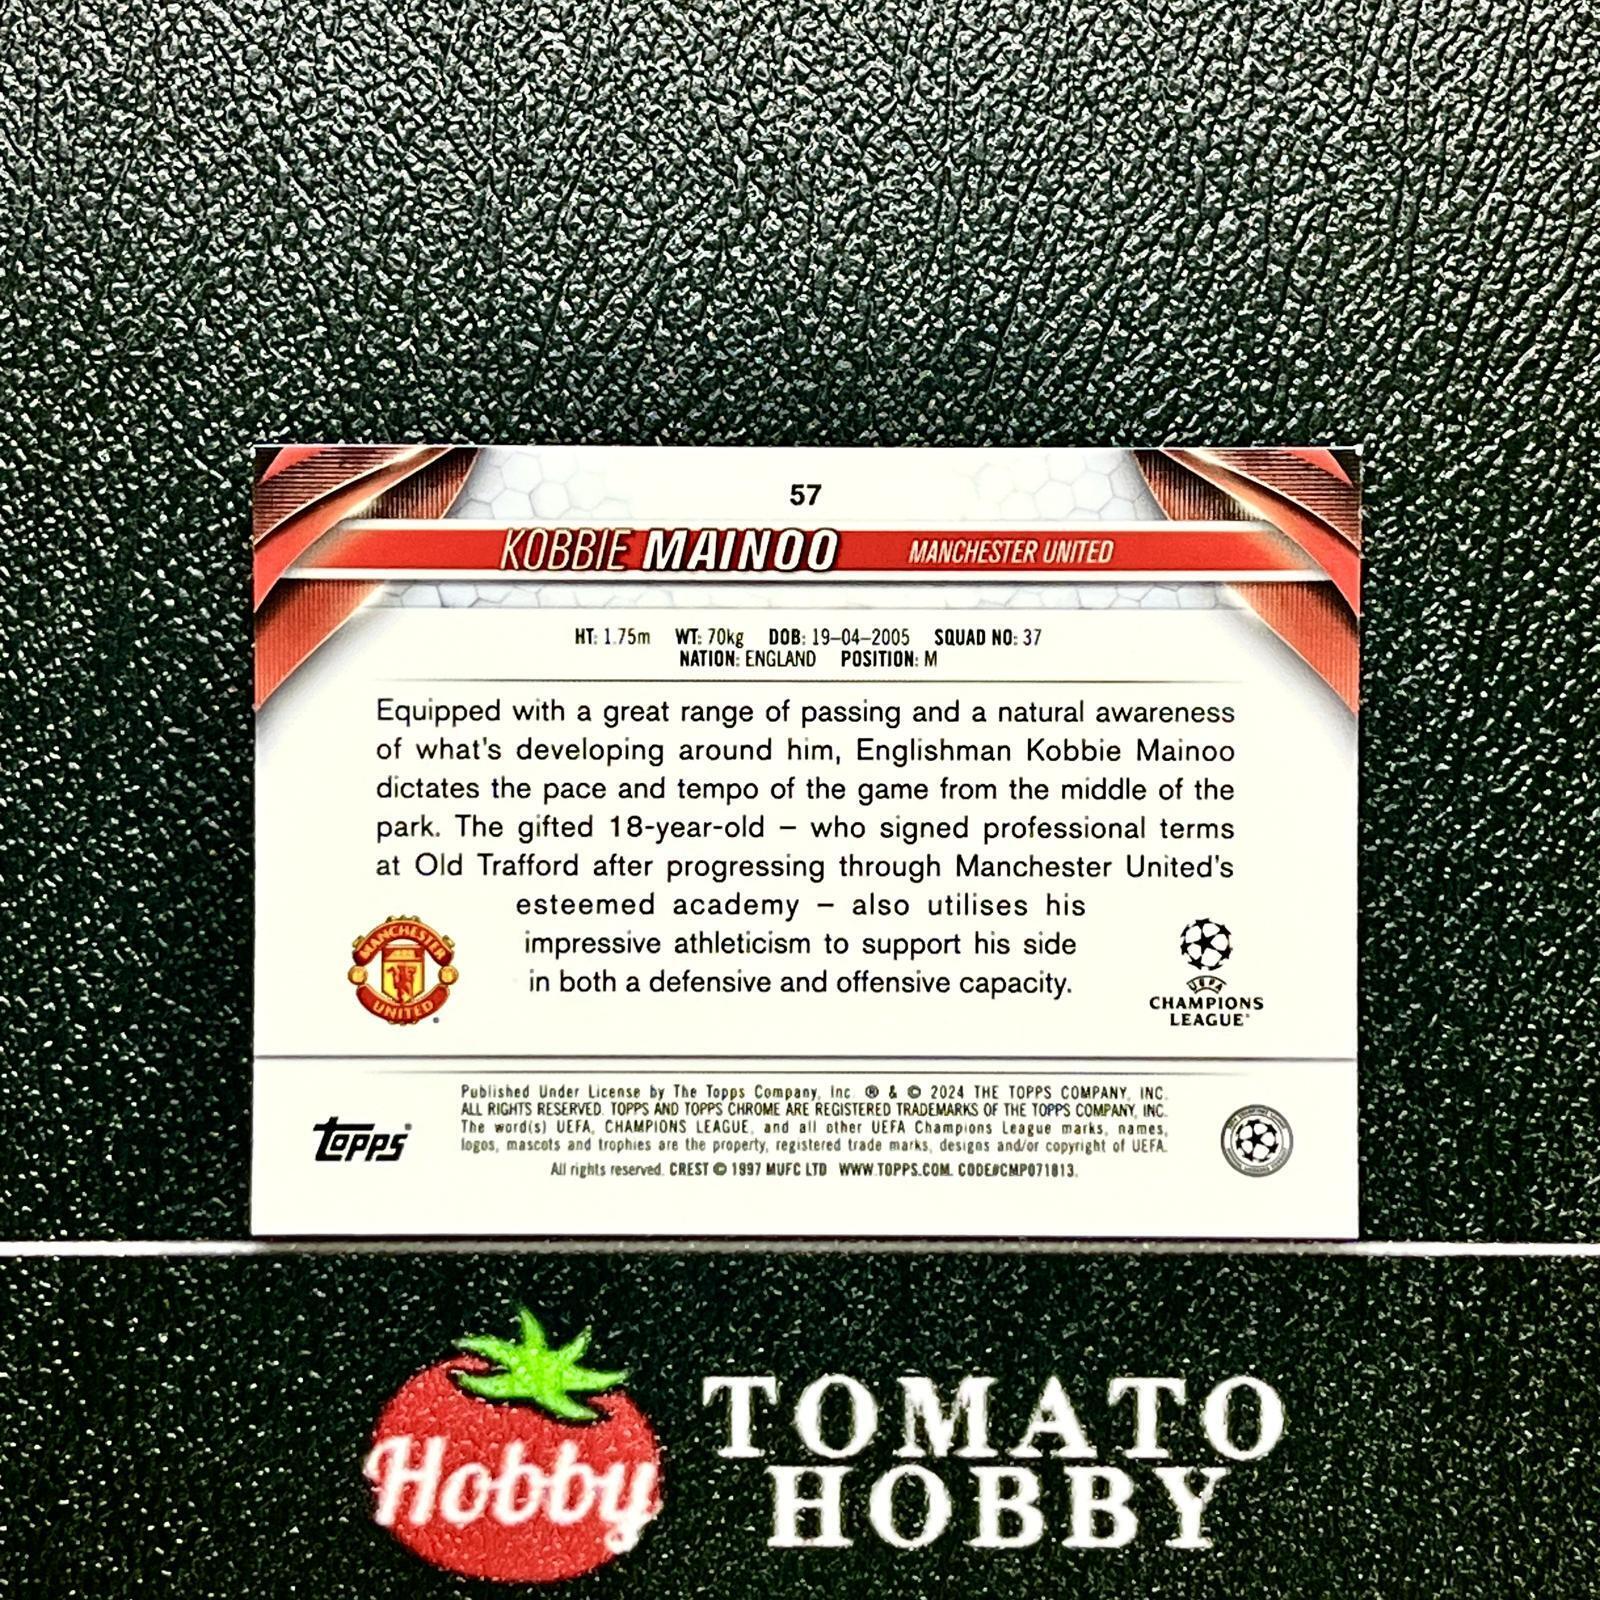 57
KOBBIE MAINOO MANCHESTER UNITED
HT: 1.75m WT: 70kg DOB: 19–04–2005 SQUAD NO: 37
NATION: ENGLAND POSITION: M
Equipped with a great range of passing and a natural awareness
of what's developing around him, Englishman Kobbie Mainoo
dictates the pace and tempo of the game from the middle of the
park. The gifted 18-year-old – who signed professional terms
at Old Trafford after progressing through Manchester United's
esteemed academy – also utilises his
impressive athleticism to support his side
in both a defensive and offensive capacity.
MANCHESTER
UNITED
UEFA
CHAMPIONS
LEAGUE
Published Under License by The Topps Company, Inc. ® & © 2024 THE TOPPS COMPANY, INC.
ALL RIGHTS RESERVED. TOPPS AND TOPPS CHROME ARE REGISTERED TRADEMARKS OF THE TOPPS COMPANY, INC.
The word(s) UEFA, CHAMPIONS LEAGUE, and all other UEFA Champions League marks, names,
logos, mascots and trophies are the property, registered trade marks, designs and/or copyright of UEFA.
All rights reserved. CREST © 1997 MUFC LTD WWW.TOPPS.COM. CODE#CMP071813.
topps
Hobby
TOMATO
HOBBY